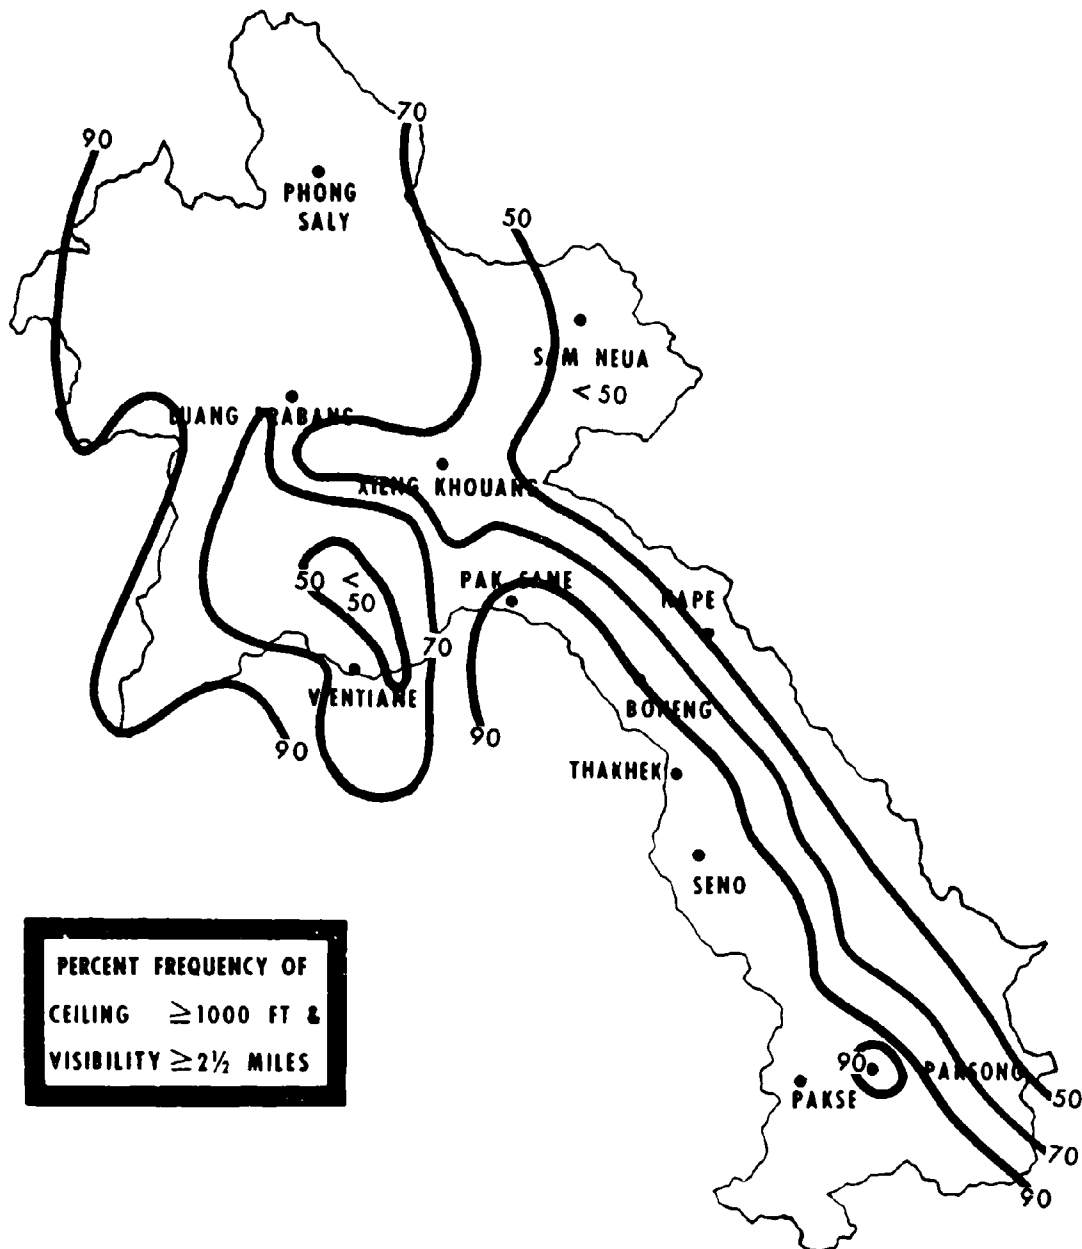 70
90
PHONG
SALY
50
SAM NEUA
< 50
LUANG PRABANG
XIENG KHOUANG
50 <
50
PAK SANE
NAPE
70
VIENTIANE
BONENG
90
90
THAKHEK
SENO
PERCENT FREQUENCY OF
CEILING ≥1000 FT &
VISIBILITY ≥2½ MILES
90
PAKSONG
PAKSE
50
70
90